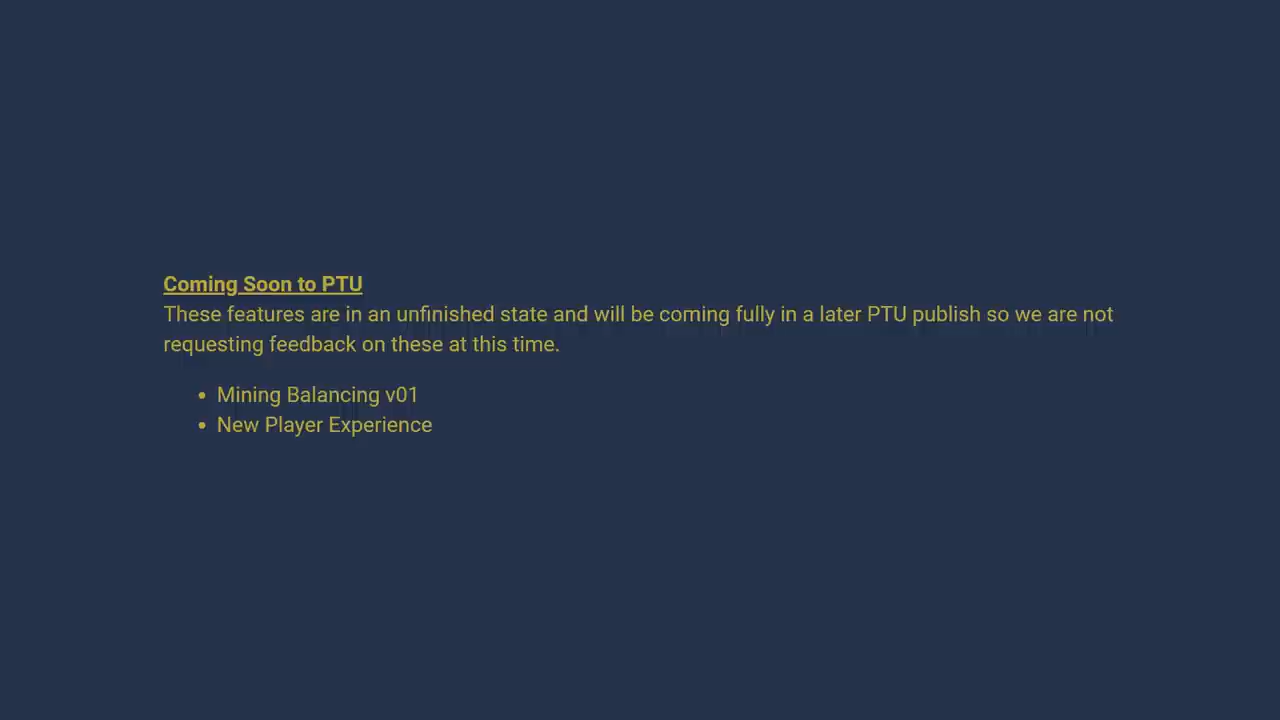 Coming Soon to PTU
These features are in an unfinished state and will be coming fully in a later PTU publish so we are not
requesting feedback on these at this time.
• Mining Balancing v01
• New Player Experience